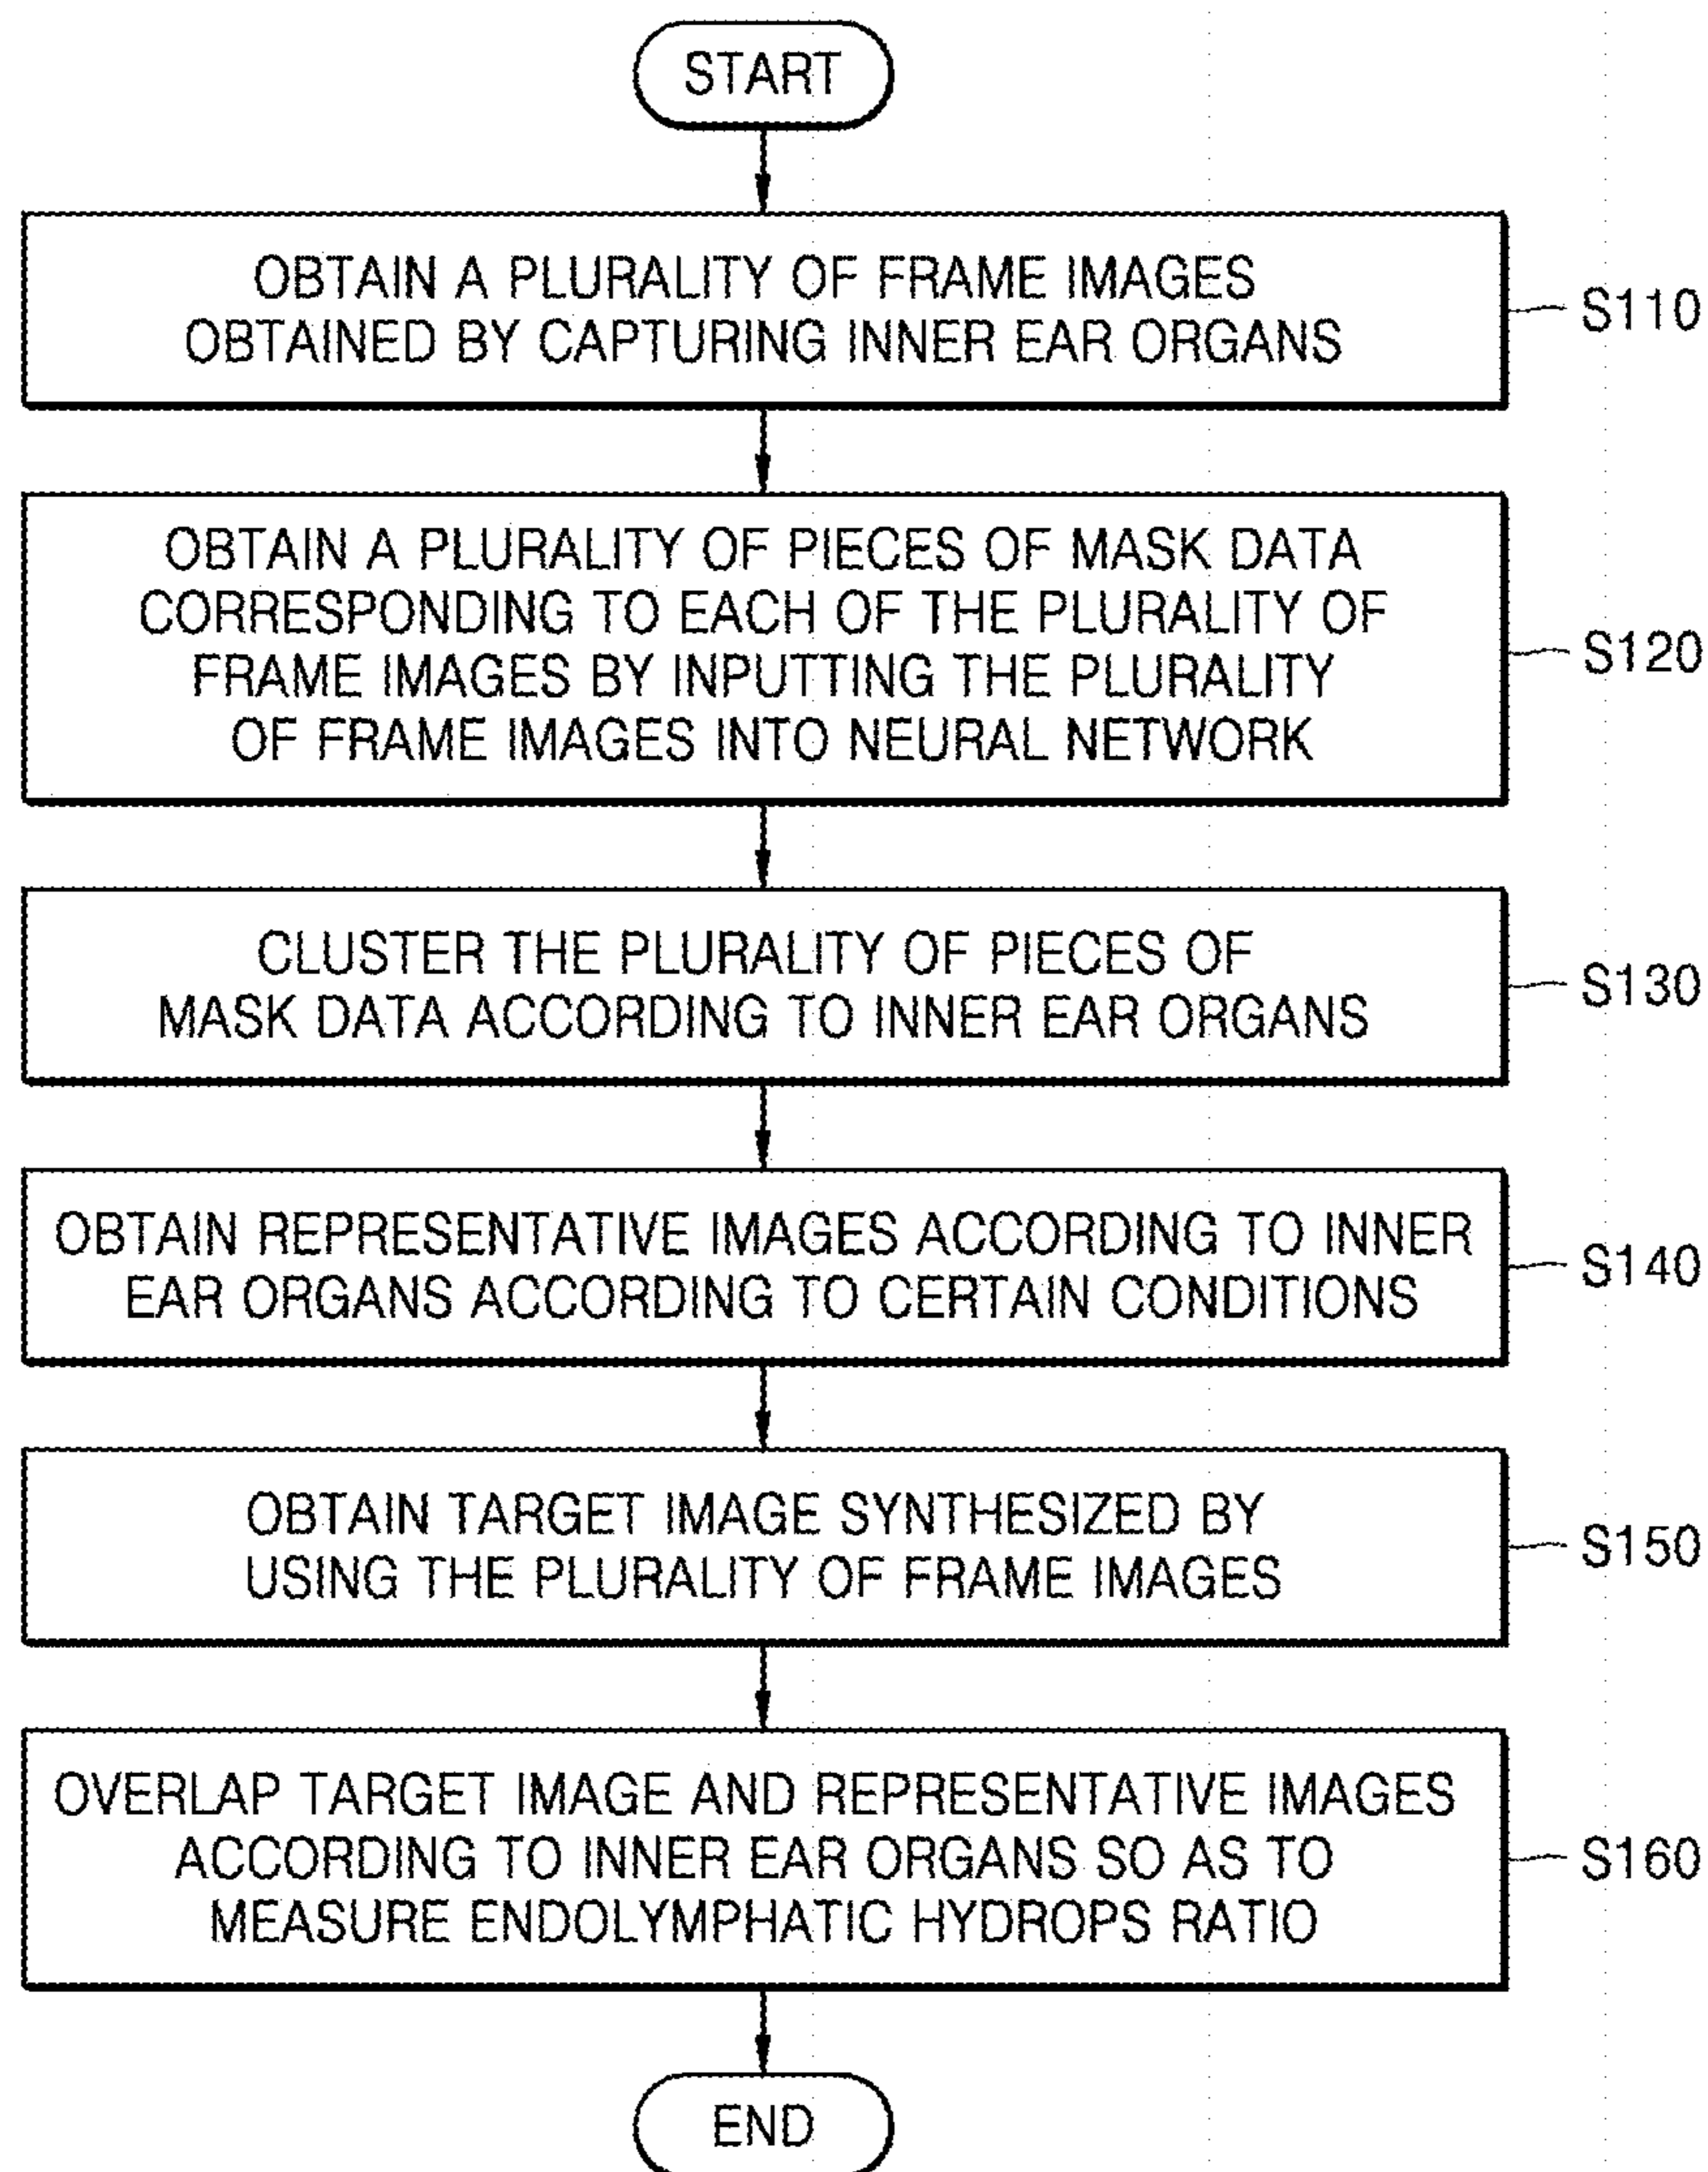 START
OBTAIN A PLURALITY OF FRAME IMAGES
OBTAINED BY CAPTURING INNER EAR ORGANS
S110
OBTAIN A PLURALITY OF PIECES OF MASK DATA
CORRESPONDING TO EACH OF THE PLURALITY OF
FRAME IMAGES BY INPUTTING THE PLURALITY
OF FRAME IMAGES INTO NEURAL NETWORK
S120
CLUSTER THE PLURALITY OF PIECES OF
MASK DATA ACCORDING TO INNER EAR ORGANS
S130
OBTAIN REPRESENTATIVE IMAGES ACCORDING TO INNER
EAR ORGANS ACCORDING TO CERTAIN CONDITIONS
S140
OBTAIN TARGET IMAGE SYNTHESIZED BY
USING THE PLURALITY OF FRAME IMAGES
S150
OVERLAP TARGET IMAGE AND REPRESENTATIVE IMAGES
ACCORDING TO INNER EAR ORGANS SO AS TO
MEASURE ENDOLYMPHATIC HYDROPS RATIO
S160
END